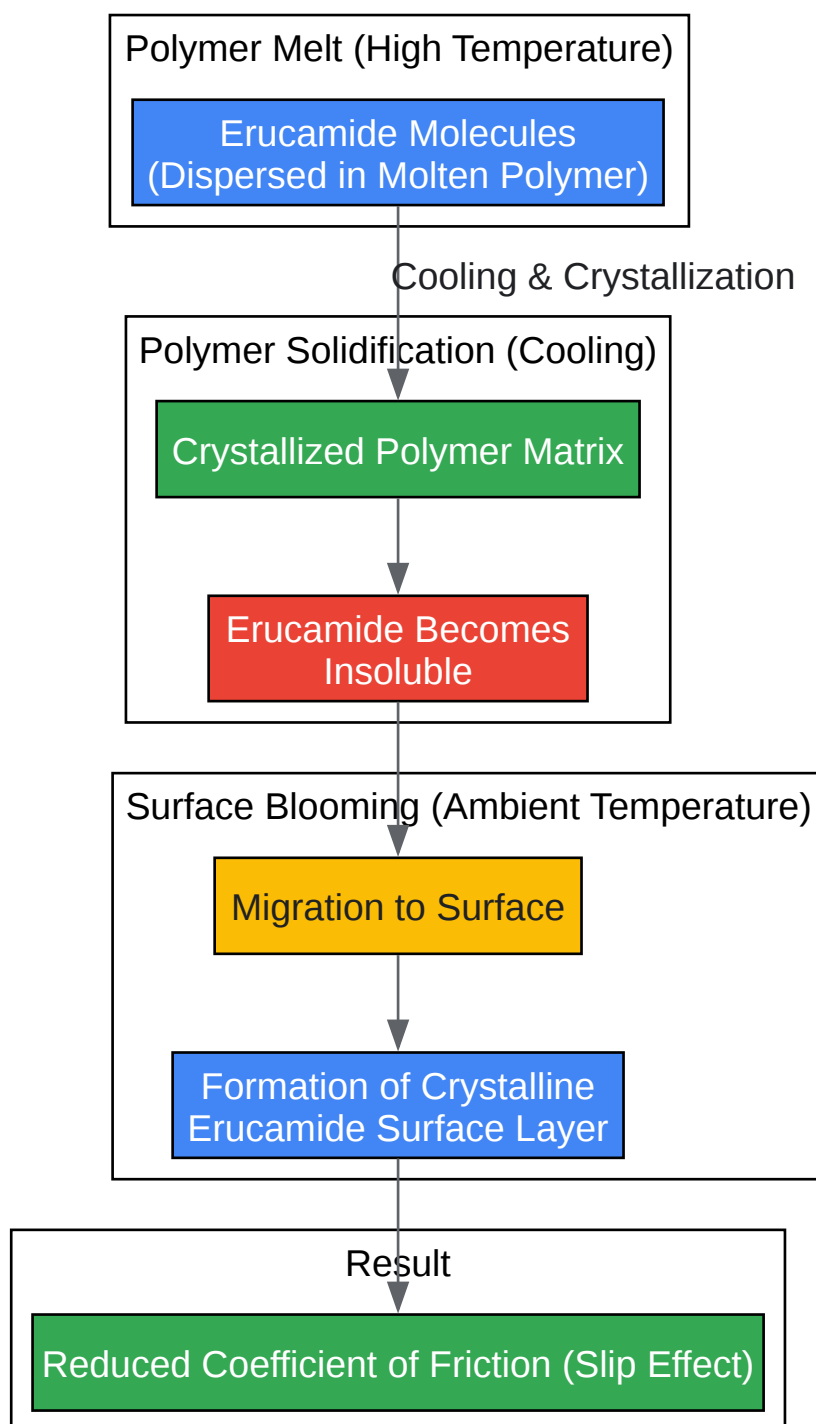 Polymer Melt (High Temperature)
Erucamide Molecules
(Dispersed in Molten Polymer)
Cooling & Crystallization
Polymer Solidification (Cooling)
Crystallized Polymer Matrix
Erucamide Becomes
Insoluble
Surface Blooming (Ambient Temperature)
Migration to Surface
Formation of Crystalline
Erucamide Surface Layer
Result
Reduced Coefficient of Friction (Slip Effect)